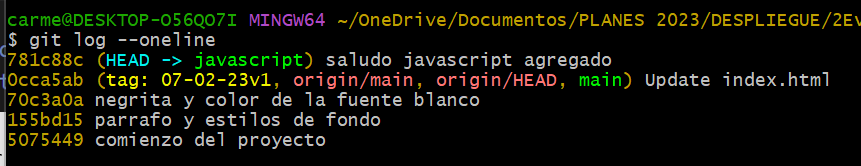 carme@DESKTOP-O56QO7I MINGW64 ~/OneDrive/Documentos/PLANES 2023/DESPLIEGUE/2Ev
$ git log --oneline
781c88c (HEAD -> javascript) saludo javascript agregado
0cca5ab (tag: 07-02-23v1, origin/main, origin/HEAD, main) Update index.html
70c3a0a negrita y color de la fuente blanco
155bd15 parrafo y estilos de fondo
5075449 comienzo del proyecto